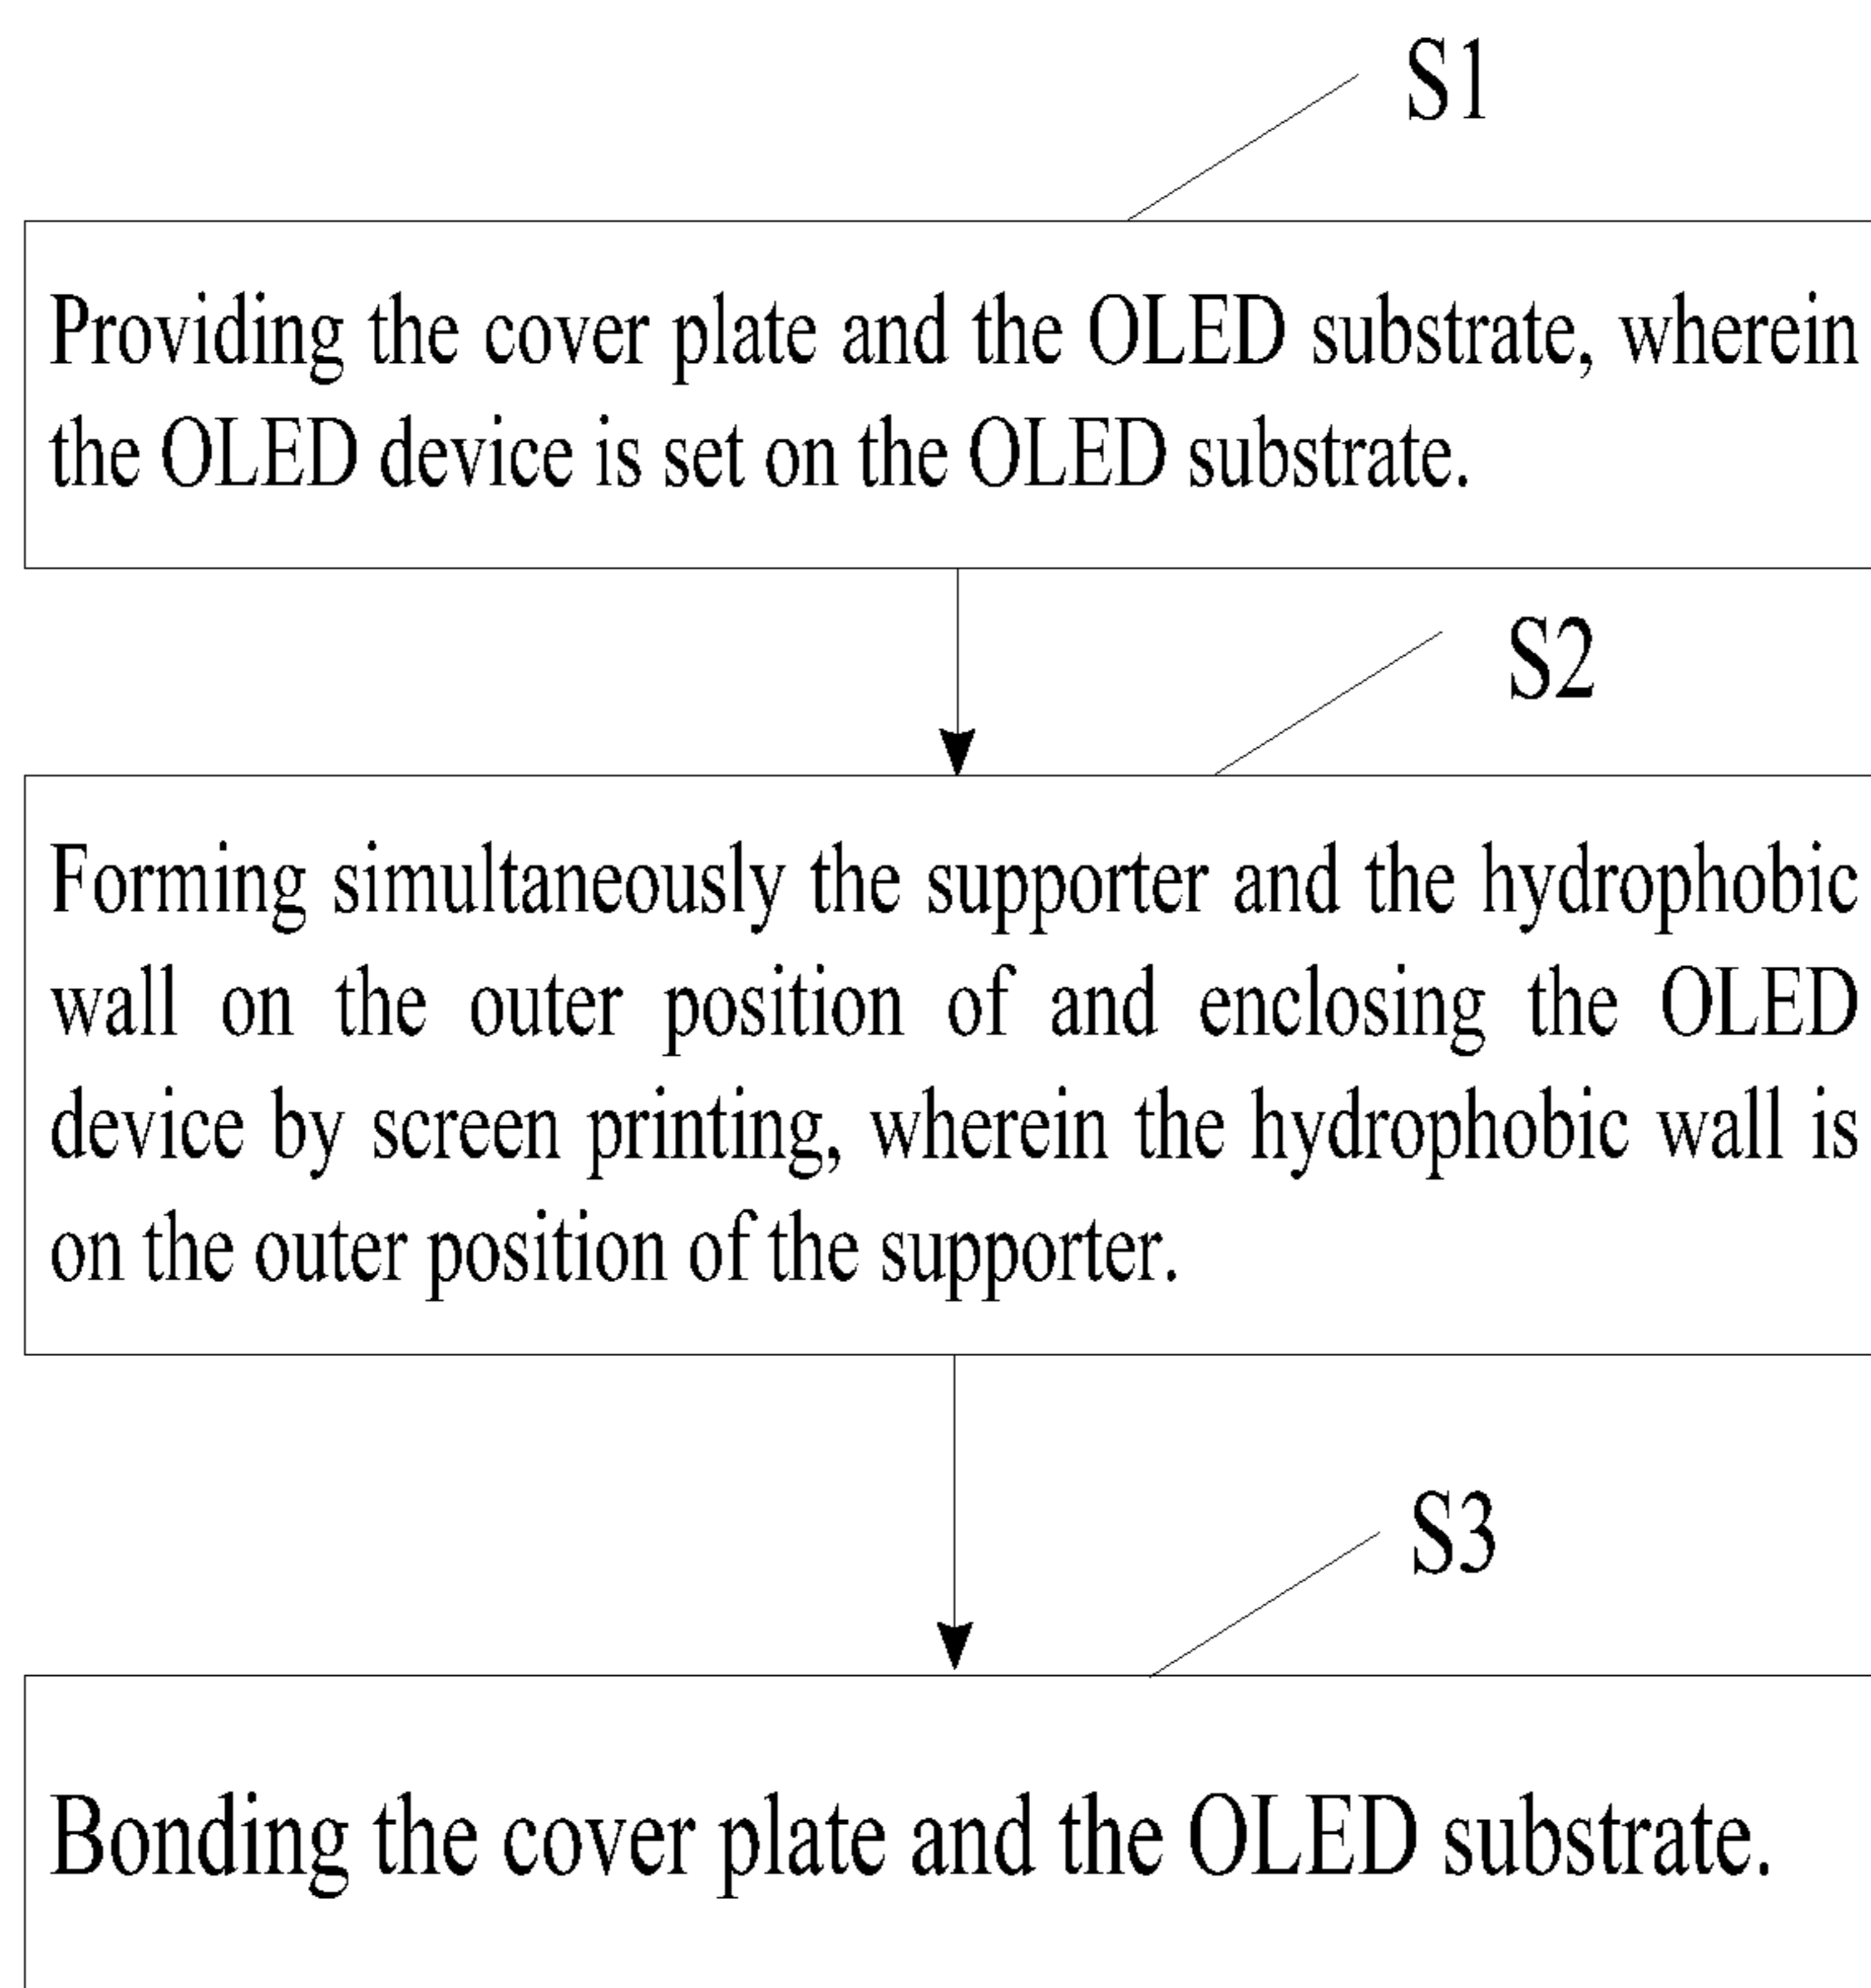 S1
Providing the cover plate and the OLED substrate, wherein
the OLED device is set on the OLED substrate.
S2
Forming simultaneously the supporter and the hydrophobic
wall on the outer position of and enclosing the OLED
device by screen printing, wherein the hydrophobic wall is
on the outer position of the supporter.
S3
Bonding the cover plate and the OLED substrate.